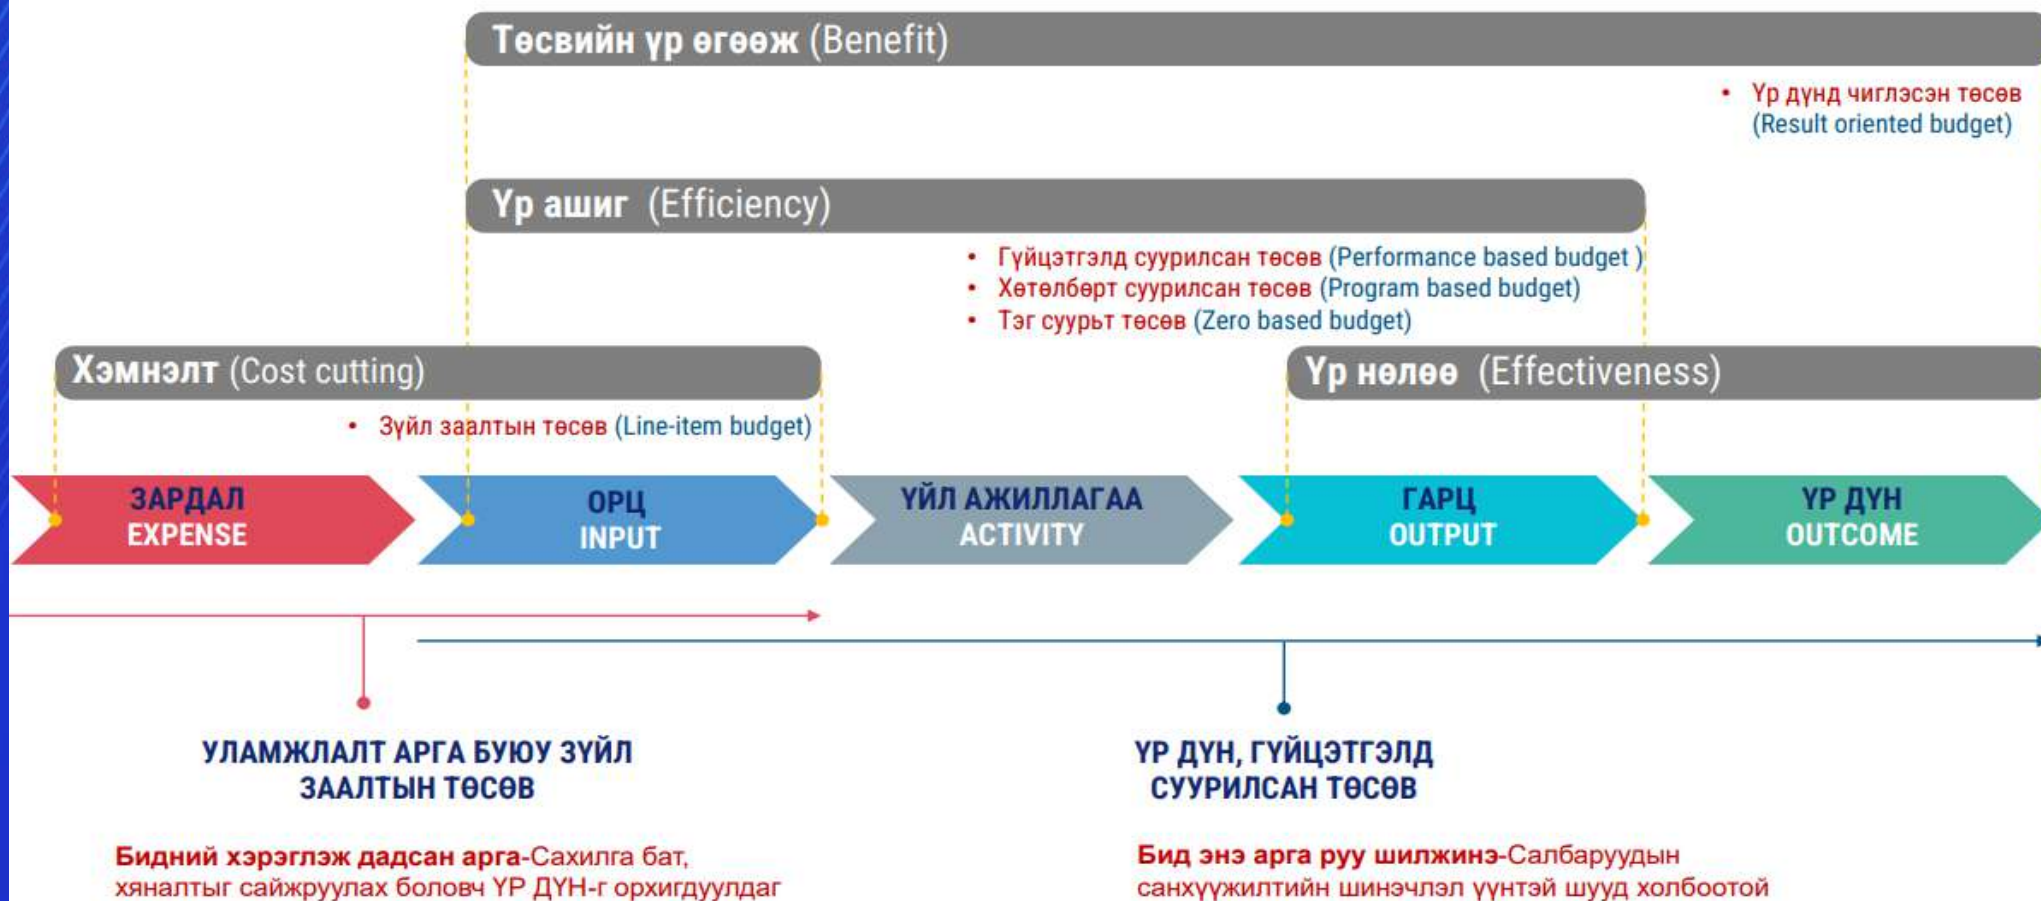 Төсвийн үр өгөөж (Benefit)
• Үр дүнд чиглэсэн төсөв
(Result oriented budget)
Үр ашиг (Efficiency)
• Гүйцэтгэлд суурилсан төсөв (Performance based budget )
• Хөтөлбөрт суурилсан төсөв (Program based budget)
• Тэг суурьт төсөв (Zero based budget)
Хэмнэлт (Cost cutting)
Үр нөлөө (Effectiveness)
• Зүйл заалтын төсөв (Line-item budget)
ЗАРДАЛ
EXPENSE
ОРЦ
INPUT
ҮЙЛ АЖИЛЛАГАА
ACTIVITY
ГАРЦ
OUTPUT
ҮР ДҮН
OUTCOME
УЛАМЖЛАЛТ АРГА БУЮУ ЗҮЙЛ
ЗААЛТЫН ТӨСӨВ
Бидний хэрэглэж дадсан арга-Сахилга бат,
хяналтыг сайжруулах боловч ҮР ДҮН-г орхигдуулдаг
ҮР ДҮН, ГҮЙЦЭТГЭЛД
СУУРИЛСАН ТӨСӨВ
Бид энэ арга руу шилжинэ-Салбаруудын
санхүүжилтийн шинэчлэл үүнтэй шууд холбоотой